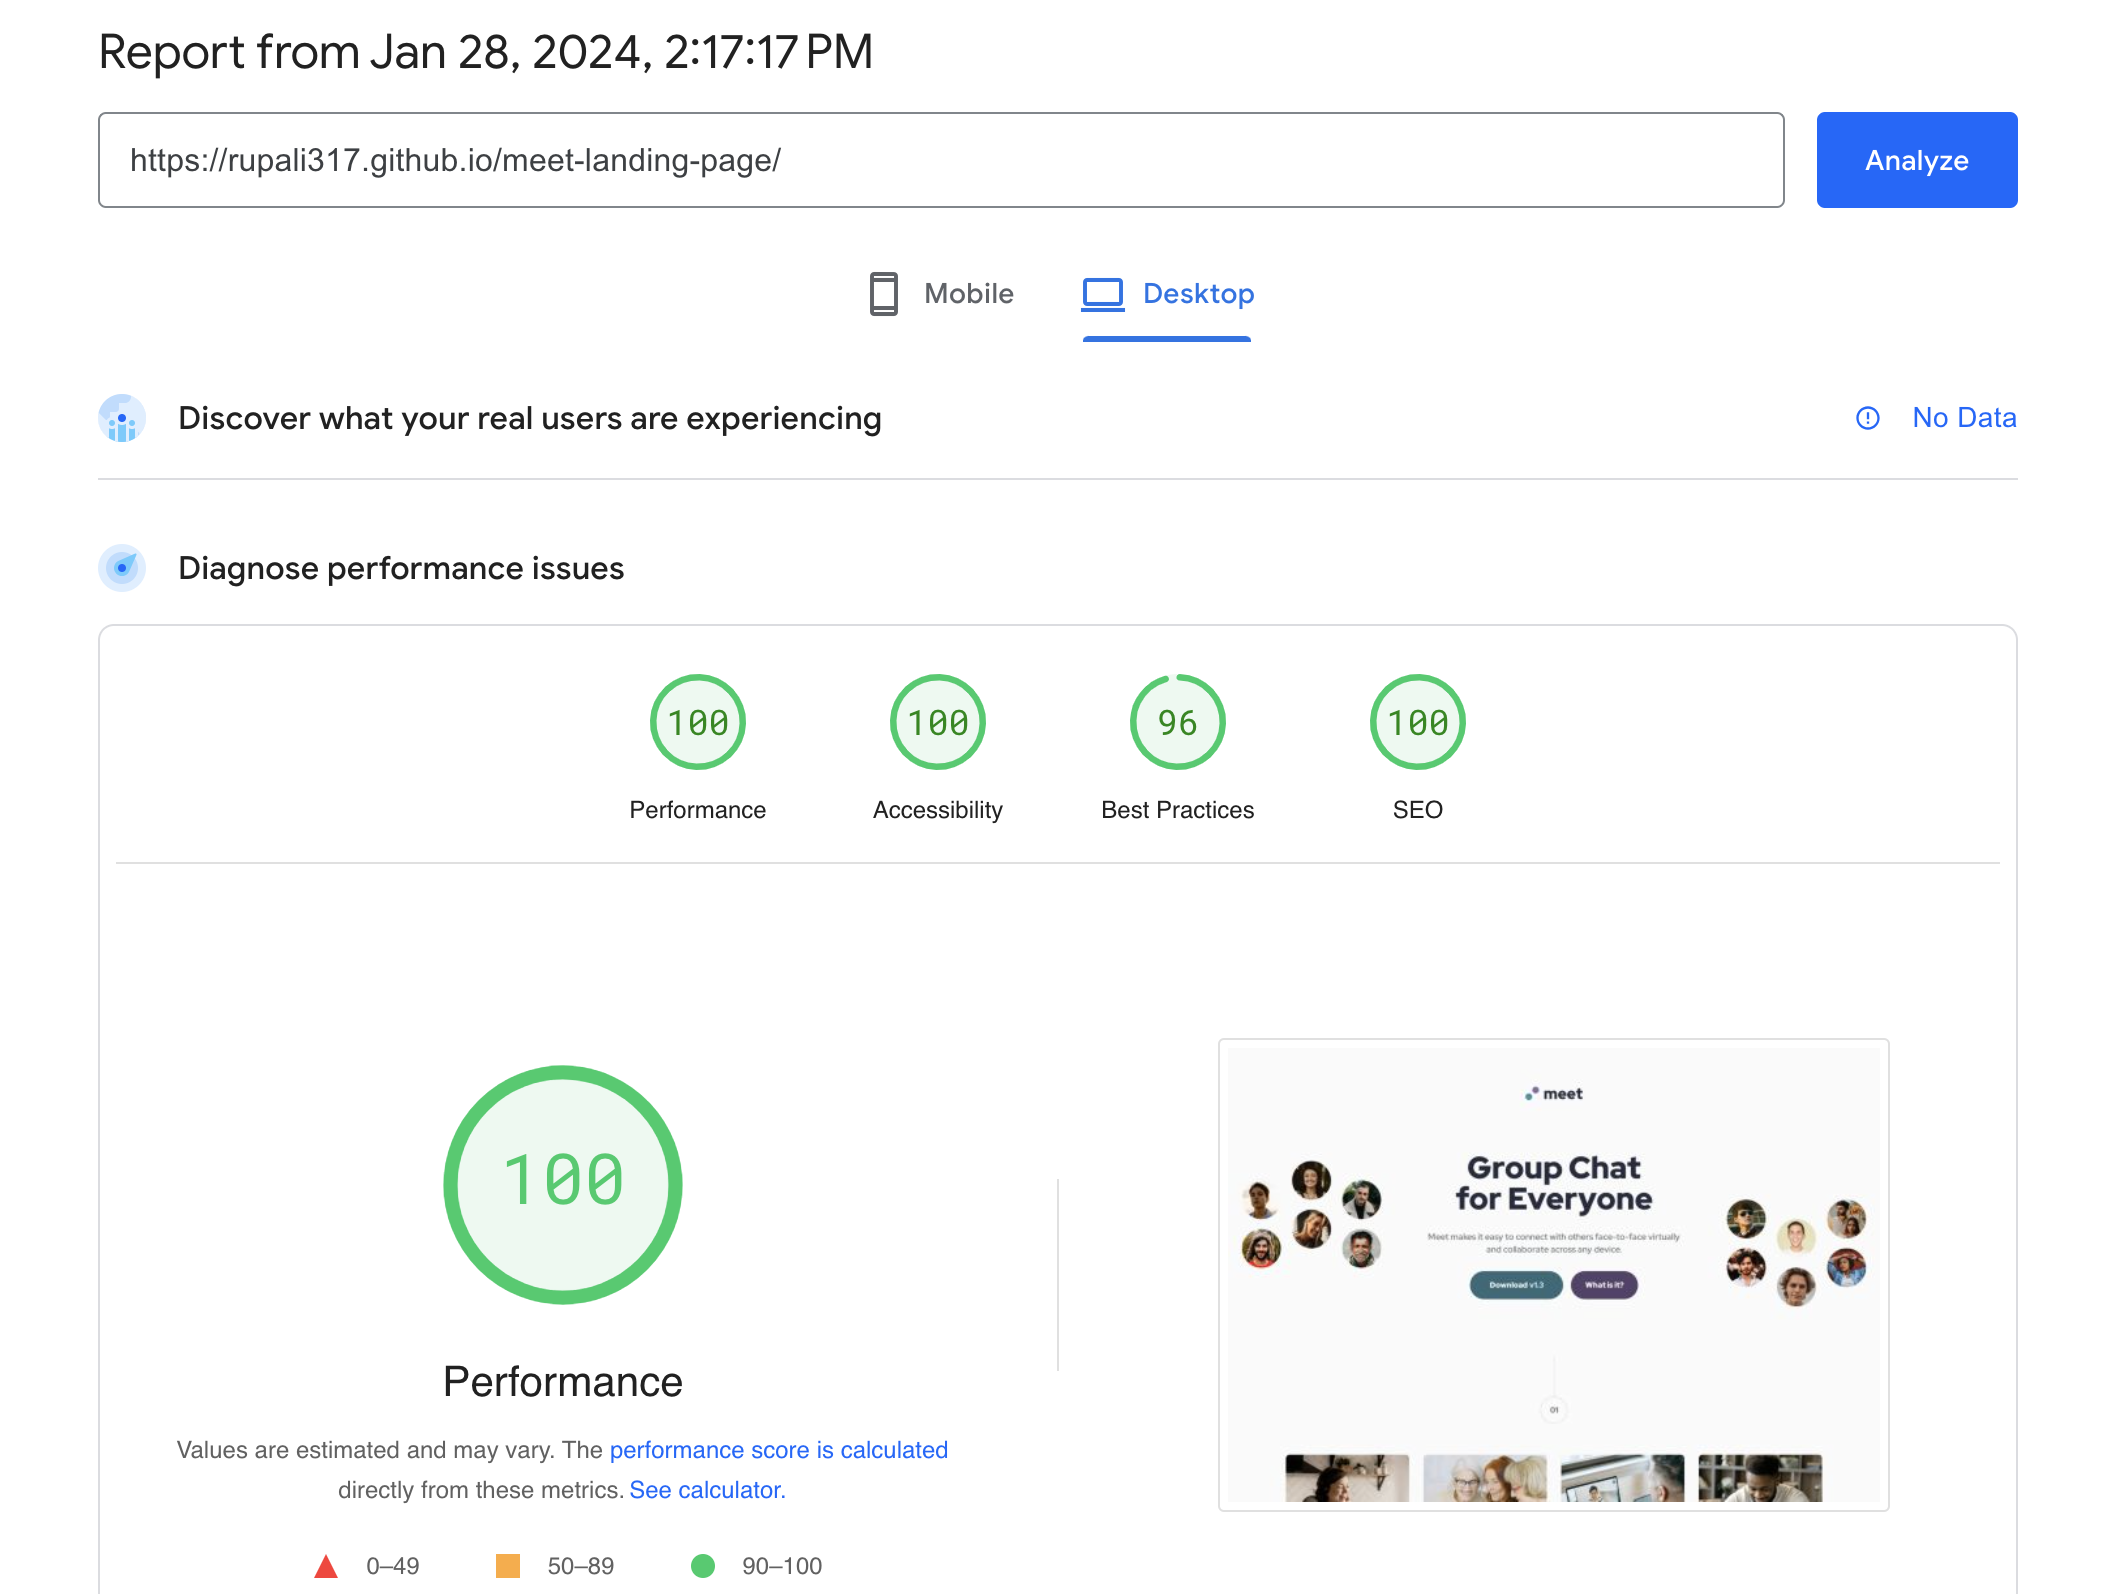 Report from Jan 28, 2024, 2:17:17 PM
https://rupali317.github.io/meet-landing-page/
Analyze
Mobile
Desktop
Discover what your real users are experiencing
No Data
Diagnose performance issues
100
100
96
100
Performance
Accessibility
Best Practices
SEO
100
Performance
Values are estimated and may vary. The performance score is calculated
directly from these metrics. See calculator.
0–49
50–89
90–100
meet
Group Chat
for Everyone
Meet makes it easy to connect with others face-to-face virtually
and collaborate across any device.
Download v1.3
What is it?
01